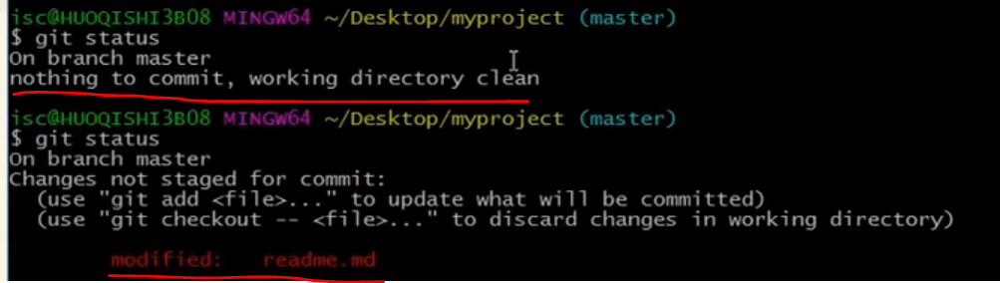 isc@HUOQISHI3B08 MINGW64 ~/Desktop/myproject (master)
$ git status
On branch master
nothing to commit, working directory clean
isc@HUOQISHI3B08 MINGW64 ~/Desktop/myproject (master)
$ git status
On branch master
Changes not staged for commit:
(use "git add <file>..." to update what will be committed)
(use "git checkout -- <file>..." to discard changes in working directory)
modified: readme.md